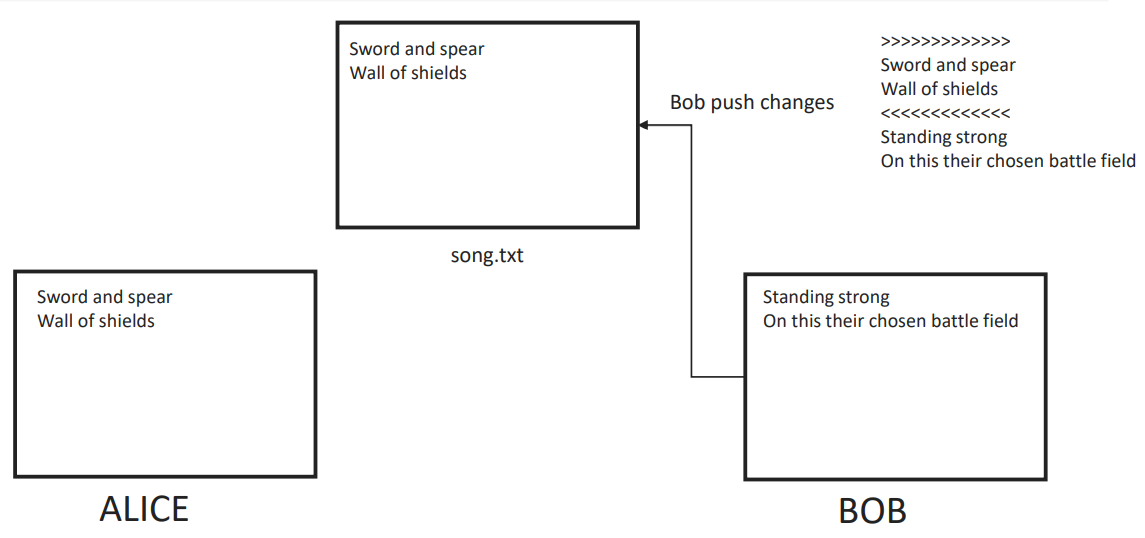 Sword and spear
Wall of shields
song.txt
Bob push changes
>>>>>>>>>>>>>
Sword and spear
Wall of shields
<<<<<<<<<<<<<
Standing strong
On this their chosen battle field
Sword and spear
Wall of shields
ALICE
Standing strong
On this their chosen battle field
BOB